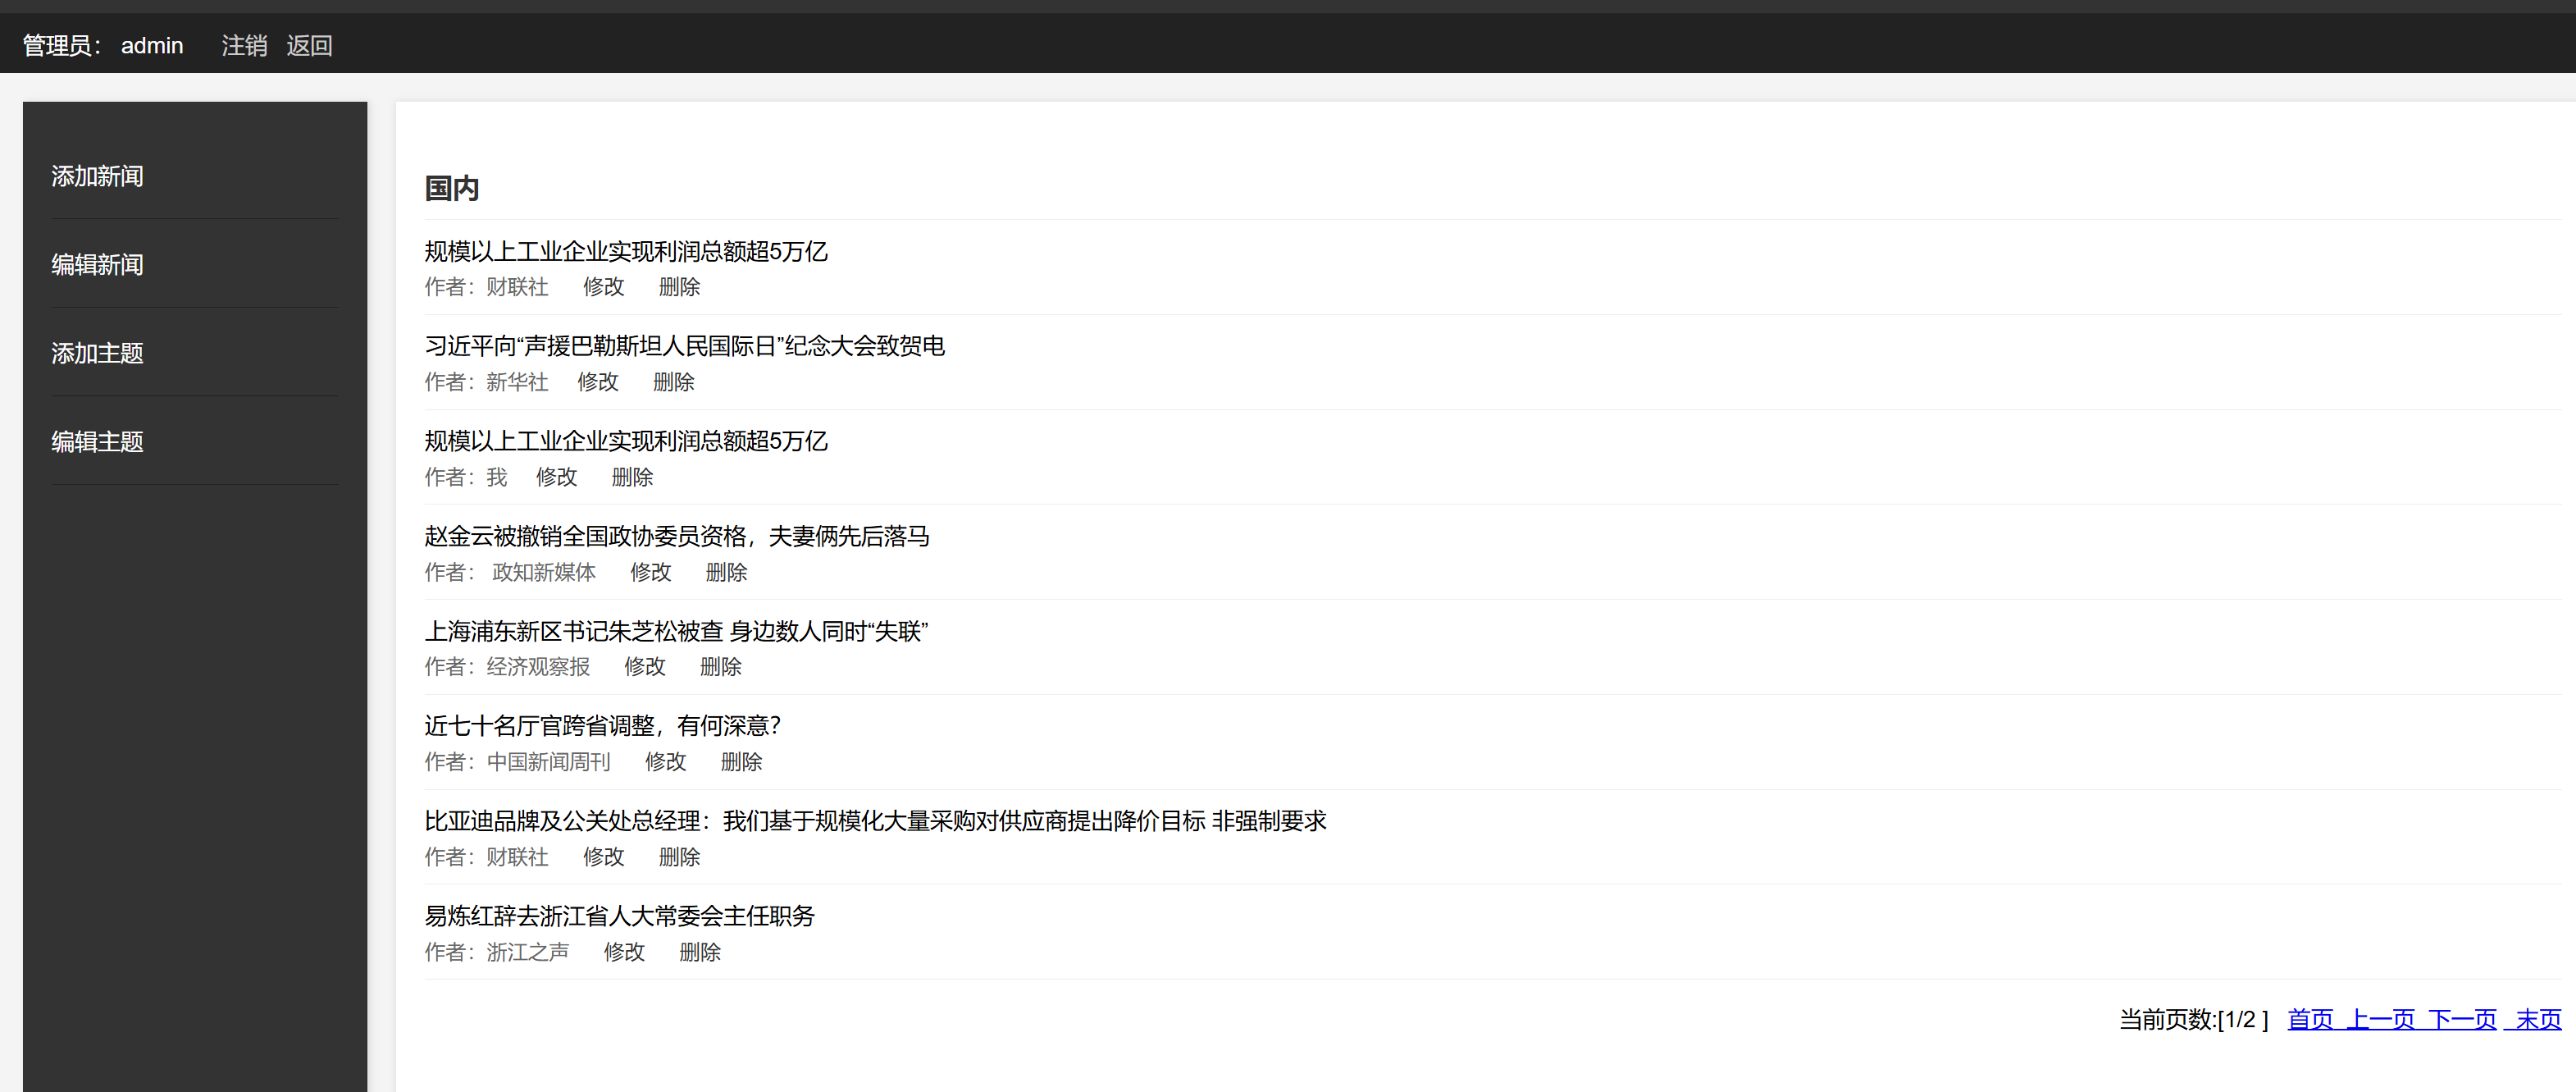 管理员： admin 注销 返回
添加新闻
编辑新闻
添加主题
编辑主题
国内
规模以上工业企业实现利润总额超5万亿
作者：财联社 修改 删除
习近平向“声援巴勒斯坦人民国际日”纪念大会致贺电
作者：新华社 修改 删除
规模以上工业企业实现利润总额超5万亿
作者：我 修改 删除
赵金云被撤销全国政协委员资格，夫妻俩先后落马
作者： 政知新媒体 修改 删除
上海浦东新区书记朱芝松被查 身边数人同时“失联”
作者：经济观察报 修改 删除
近七十名厅官跨省调整，有何深意？
作者：中国新闻周刊 修改 删除
比亚迪品牌及公关处总经理：我们基于规模化大量采购对供应商提出降价目标 非强制要求
作者：财联社 修改 删除
易炼红辞去浙江省人大常委会主任职务
作者：浙江之声 修改 删除
当前页数:[1/2 ] 首页 上一页 下一页 末页